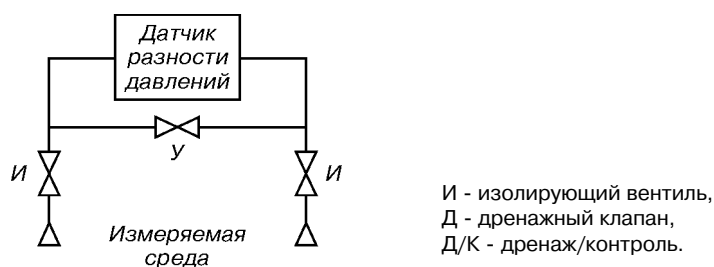 Датчик
разности
давлений
У
И
И
Измеряемая
среда
И - изолирующий вентиль,
Д - дренажный клапан,
Д/К - дренаж/контроль.